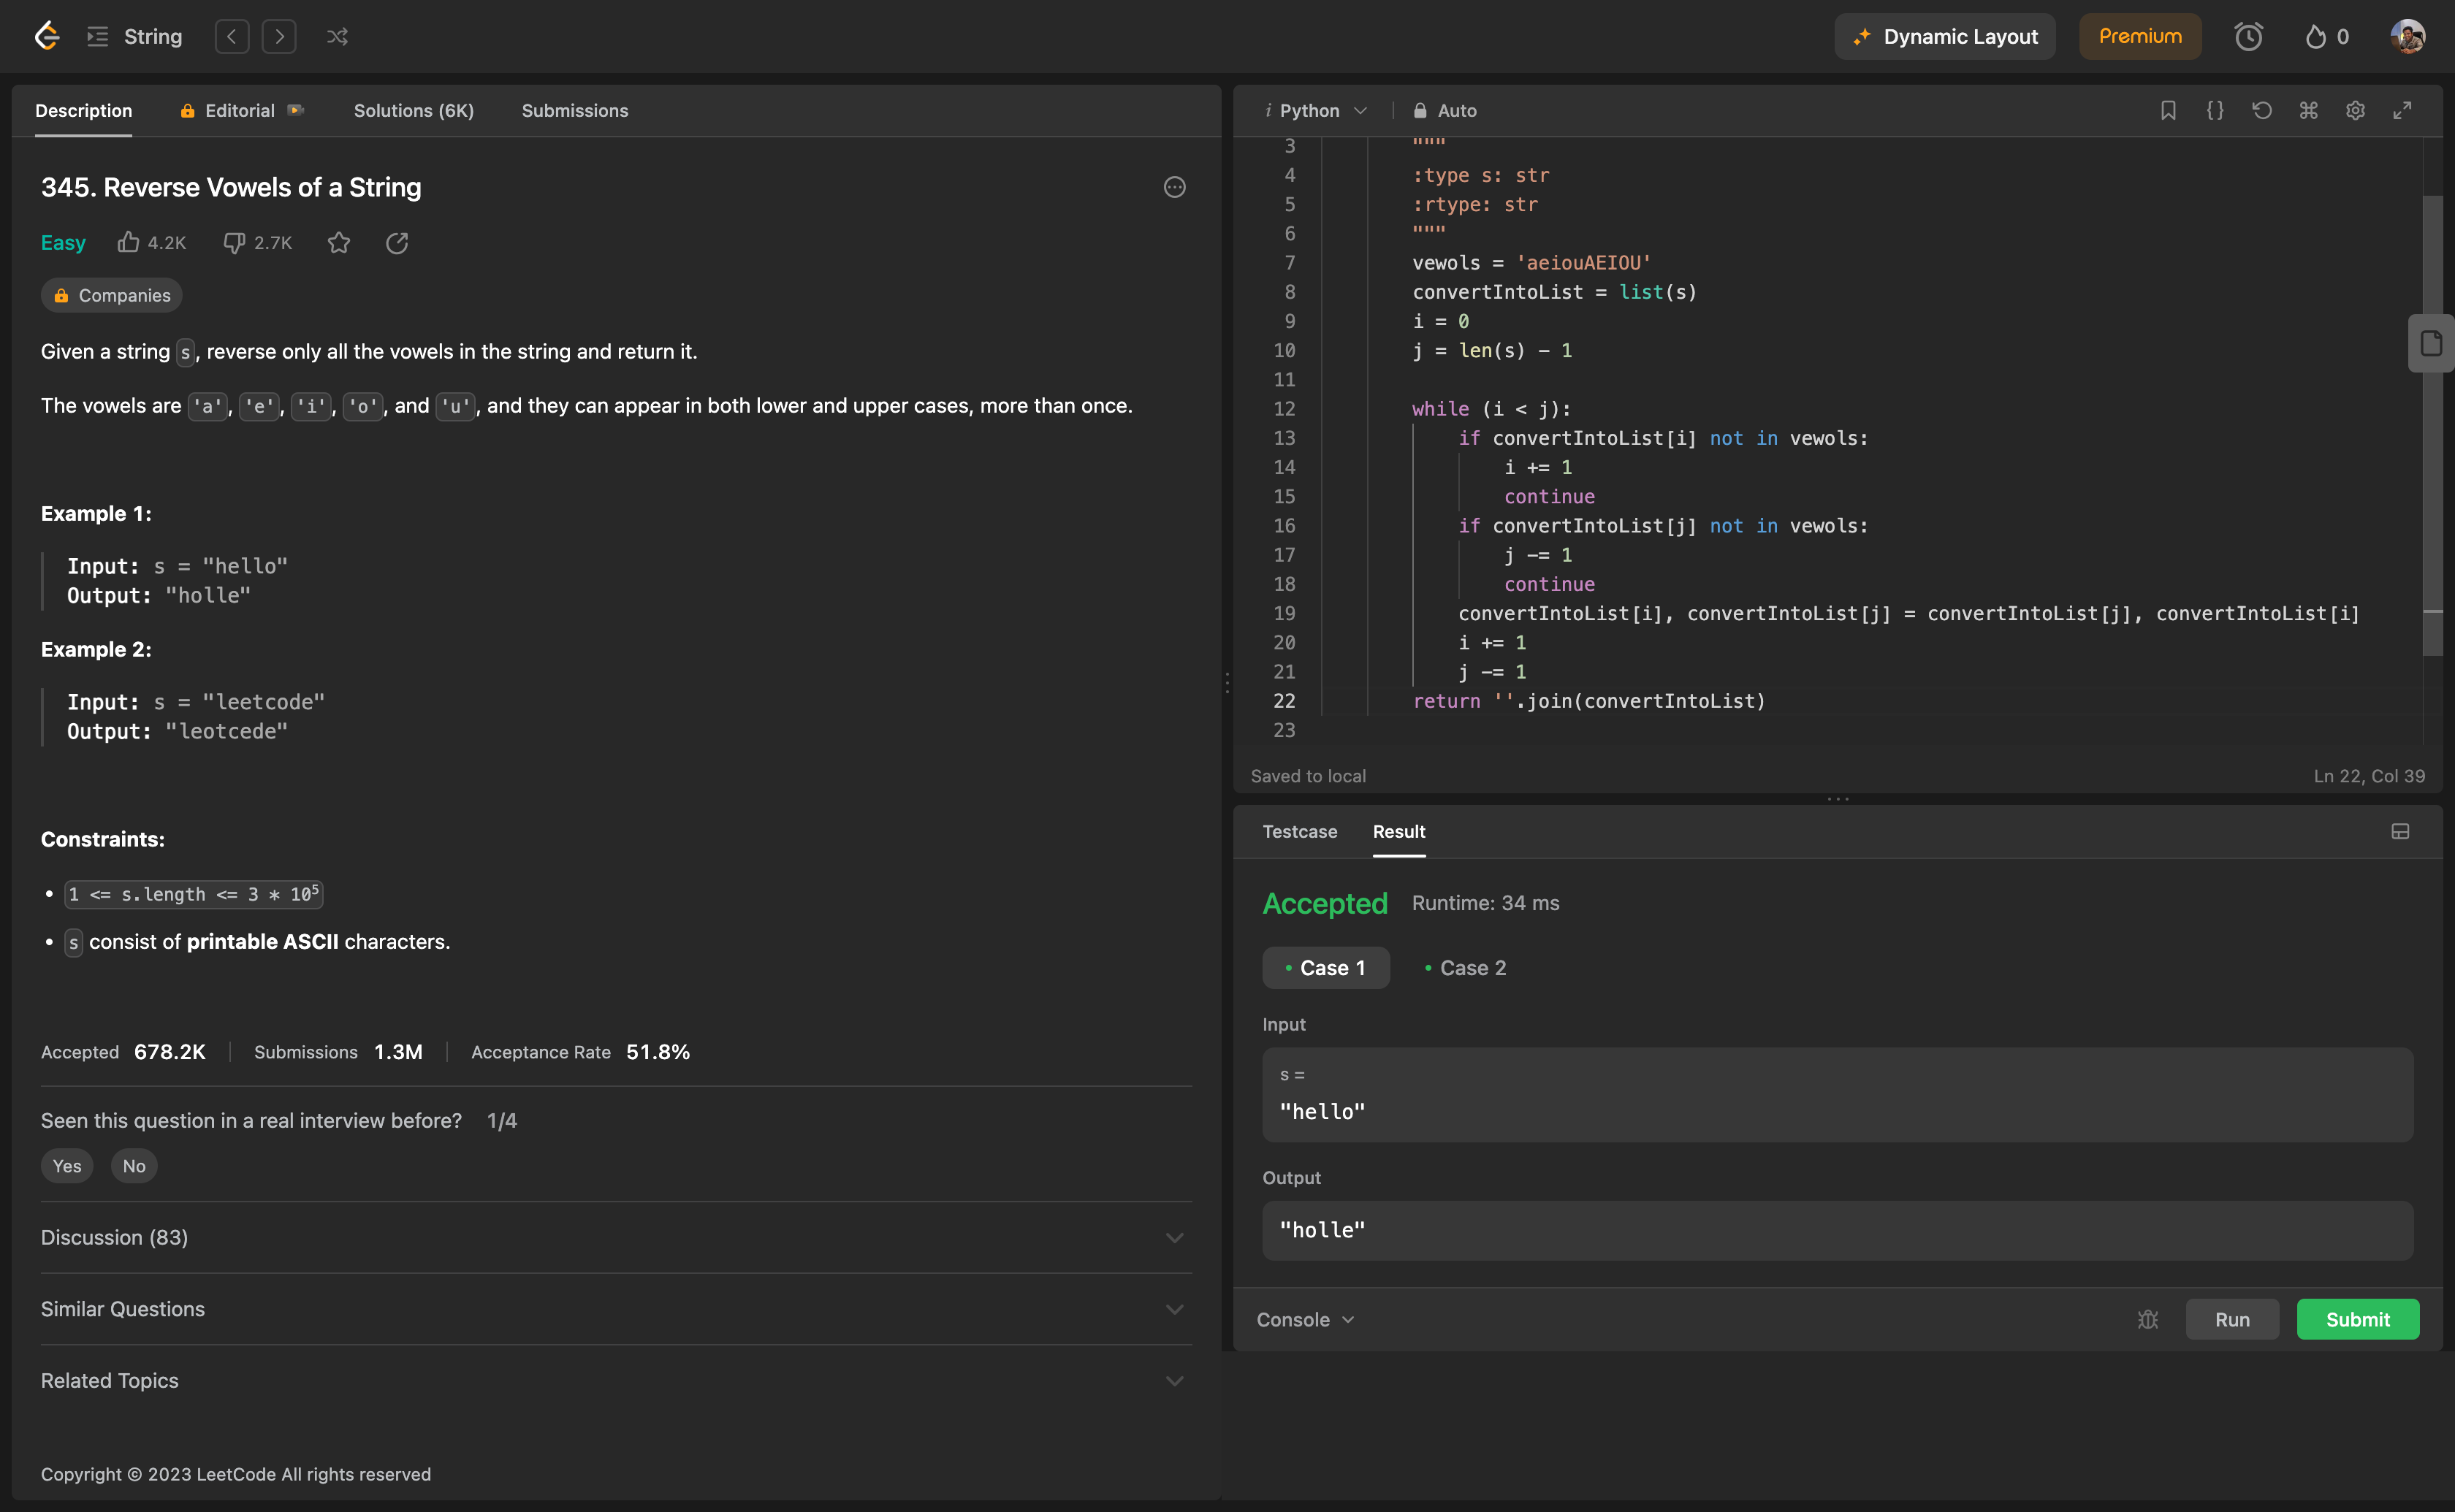 String
Dynamic Layout
Premium
0
Description
Editorial
Solutions (6K)
Submissions
345. Reverse Vowels of a String
Easy
4.2K
2.7K
Companies
Given a string s, reverse only all the vowels in the string and return it.
The vowels are 'a', 'e', 'i', 'o', and 'u', and they can appear in both lower and upper cases, more than once.
Example 1:
Input: s = "hello"
Output: "holle"
Example 2:
Input: s = "leetcode"
Output: "leotcede"
Constraints:
• 1 <= s.length <= 3 * 10⁵
• s consist of printable ASCII characters.
Accepted 678.2K
Submissions 1.3M
Acceptance Rate 51.8%
Seen this question in a real interview before? 1/4
Yes
No
Discussion (83)
Similar Questions
Related Topics
Copyright © 2023 LeetCode All rights reserved
i Python
Auto
3 """
4 :type s: str
5 :rtype: str
6 """
7 vewols = 'aeiouAEIOU'
8 convertIntoList = list(s)
9 i = 0
10 j = len(s) - 1
11
12 while (i < j):
13 if convertIntoList[i] not in vewols:
14 i += 1
15 continue
16 if convertIntoList[j] not in vewols:
17 j -= 1
18 continue
19 convertIntoList[i], convertIntoList[j] = convertIntoList[j], convertIntoList[i]
20 i += 1
21 j -= 1
22 return ''.join(convertIntoList)
23
Saved to local
Ln 22, Col 39
Testcase
Result
Accepted
Runtime: 34 ms
• Case 1
• Case 2
Input
s =
"hello"
Output
"holle"
Console
Run
Submit